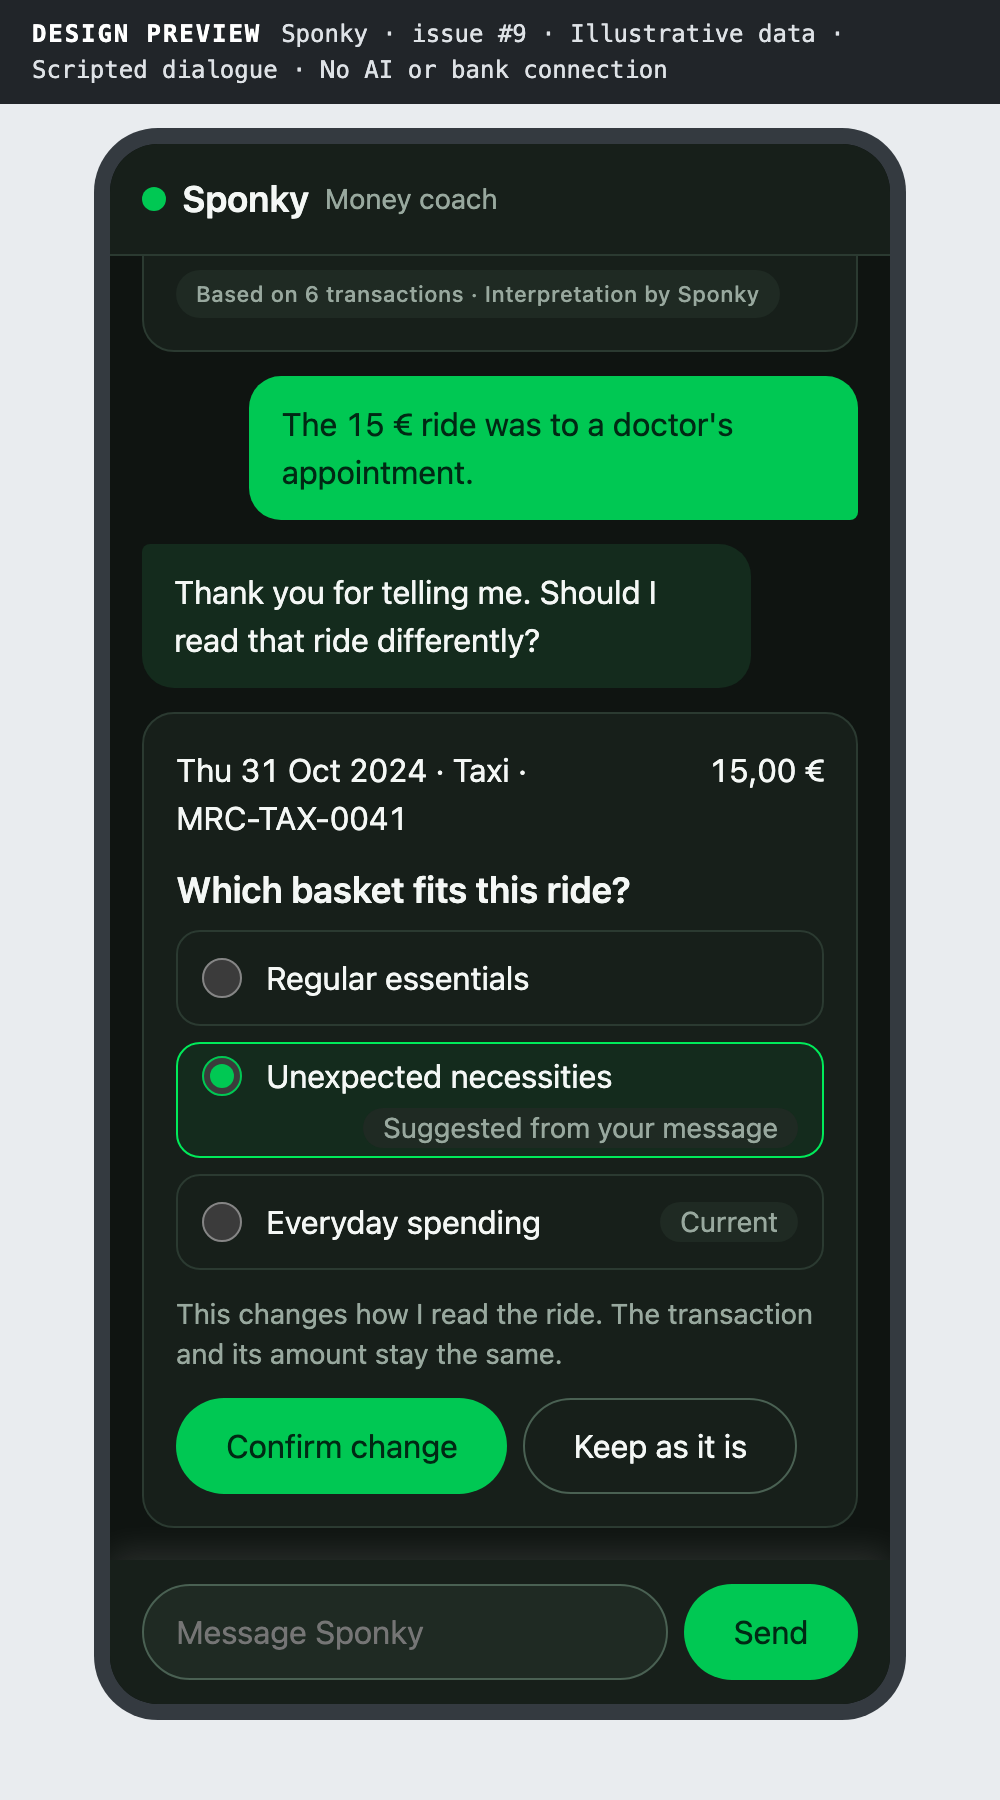 DESIGN PREVIEW Sponky · issue #9 · Illustrative data ·
Scripted dialogue · No AI or bank connection
Sponky Money coach
Based on 6 transactions · Interpretation by Sponky
The 15 € ride was to a doctor's
appointment.
Thank you for telling me. Should I
read that ride differently?
Thu 31 Oct 2024 · Taxi · 15,00 €
MRC-TAX-0041
Which basket fits this ride?
Regular essentials
Unexpected necessities
Suggested from your message
Everyday spending Current
This changes how I read the ride. The transaction
and its amount stay the same.
Confirm change Keep as it is
Message Sponky Send